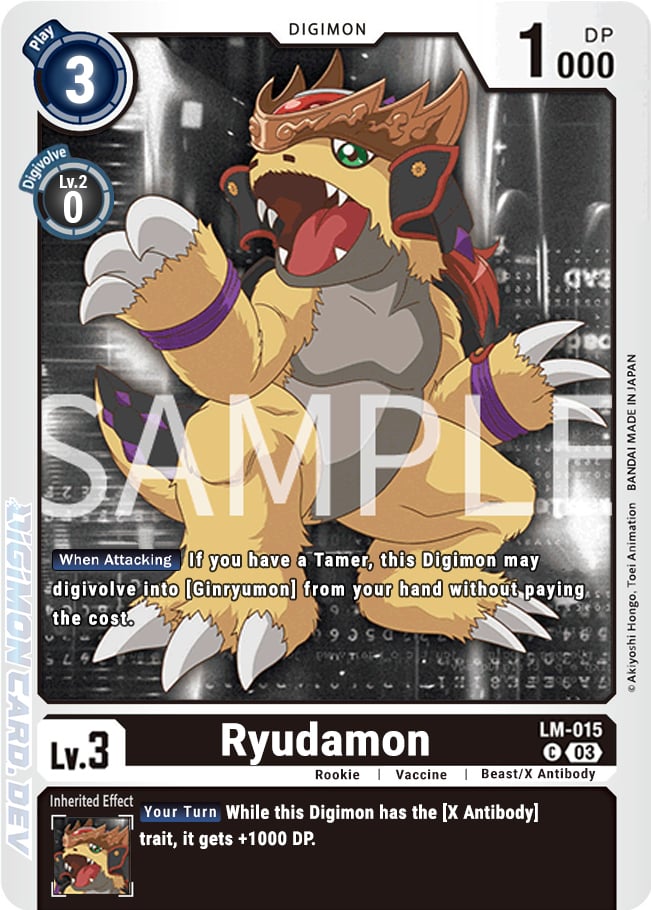 DIGIMON
Play
3
1000
DP
Digivolve
Lv.2
0
SAMPLE
BANDAI MADE IN JAPAN
© Akiyoshi Hongo, Toei Animation
DIGIMONCARD.DEV
When Attacking If you have a Tamer, this Digimon may
digivolve into [Ginryumon] from your hand without paying
the cost.
Lv.3
Ryudamon
LM-015
C 03
Rookie | Vaccine | Beast/X Antibody
Inherited Effect
Your Turn While this Digimon has the [X Antibody]
trait, it gets +1000 DP.